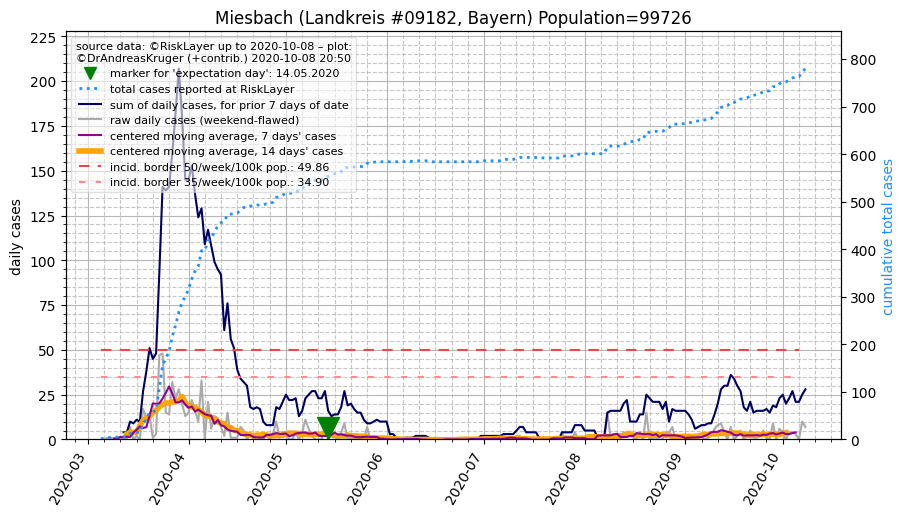 Miesbach (Landkreis #09182, Bayern) Population=99726
source data: ©RiskLayer up to 2020-10-08 – plot:
©DrAndreasKruger (+contrib.) 2020-10-08 20:50
marker for 'expectation day': 14.05.2020
total cases reported at RiskLayer
sum of daily cases, for prior 7 days of date
raw daily cases (weekend-flawed)
centered moving average, 7 days' cases
centered moving average, 14 days' cases
incid. border 50/week/100k pop.: 49.86
incid. border 35/week/100k pop.: 34.90
daily cases
225
200
175
150
125
100
75
50
25
0
cumulative total cases
800
700
600
500
400
300
200
100
0
2020-03
2020-04
2020-05
2020-06
2020-07
2020-08
2020-09
2020-10